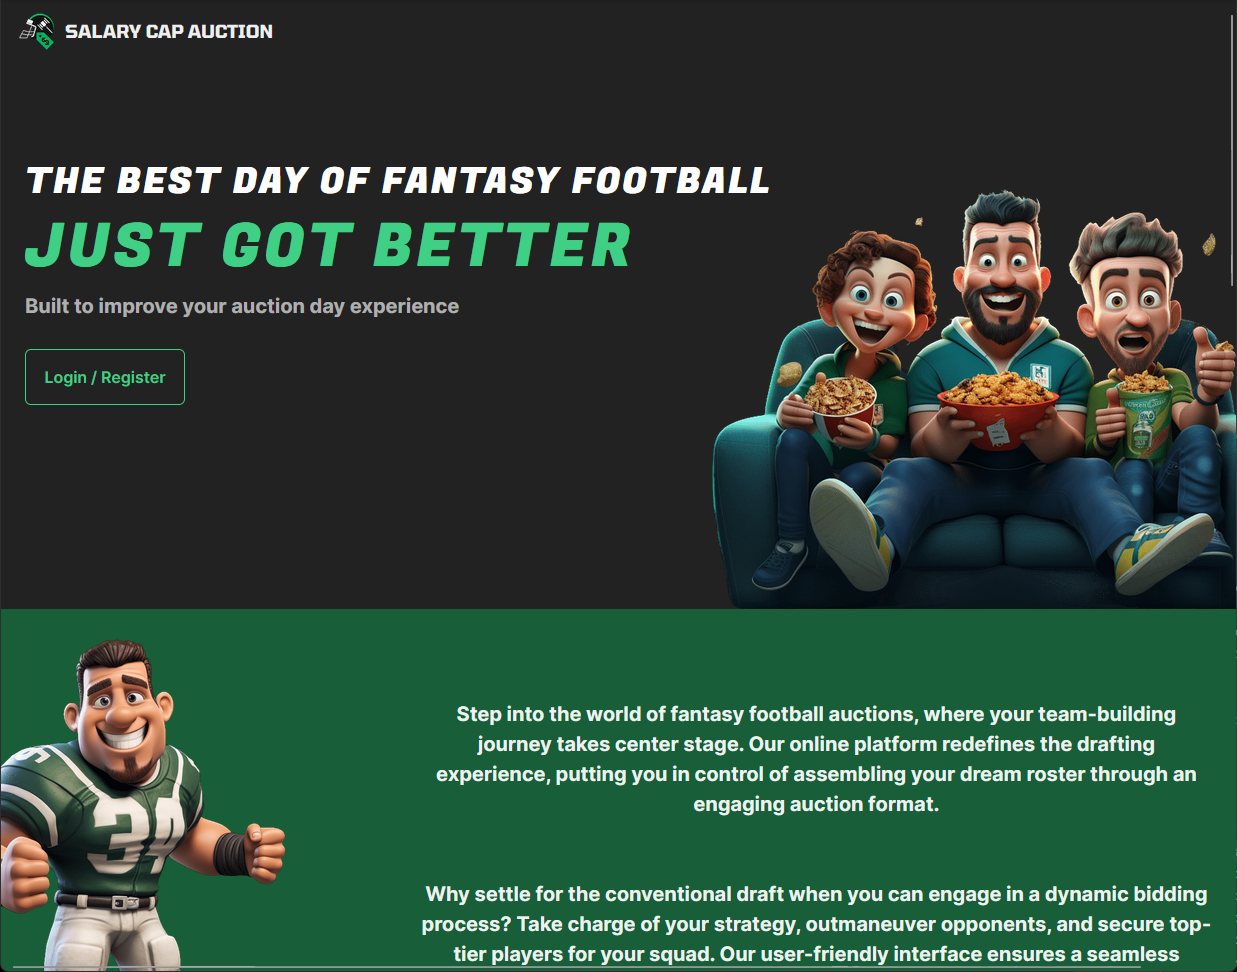 SALARY CAP AUCTION
THE BEST DAY OF FANTASY FOOTBALL
JUST GOT BETTER
Built to improve your auction day experience
Login / Register
Step into the world of fantasy football auctions, where your team-building
journey takes center stage. Our online platform redefines the drafting
experience, putting you in control of assembling your dream roster through an
engaging auction format.
Why settle for the conventional draft when you can engage in a dynamic bidding
process? Take charge of your strategy, outmaneuver opponents, and secure top-
tier players for your squad. Our user-friendly interface ensures a seamless